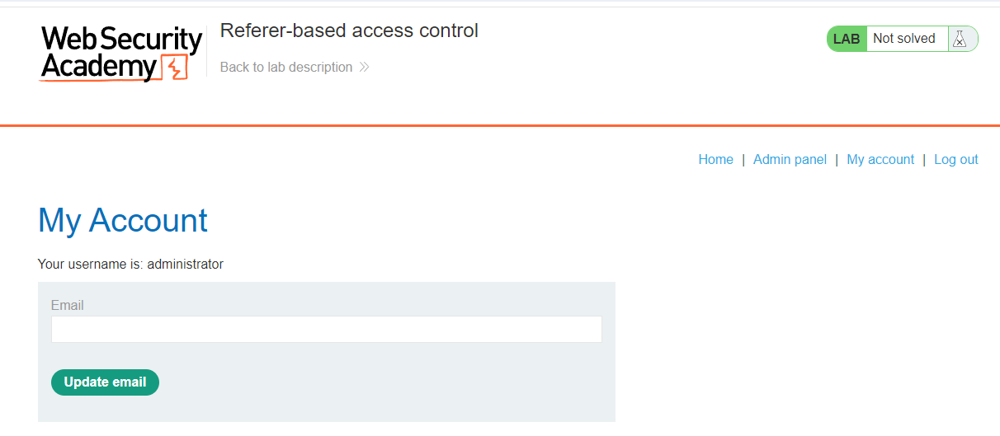 Web Security
Academy
Referer-based access control
Back to lab description
LAB Not solved
Home | Admin panel | My account | Log out
My Account
Your username is: administrator
Email
Update email